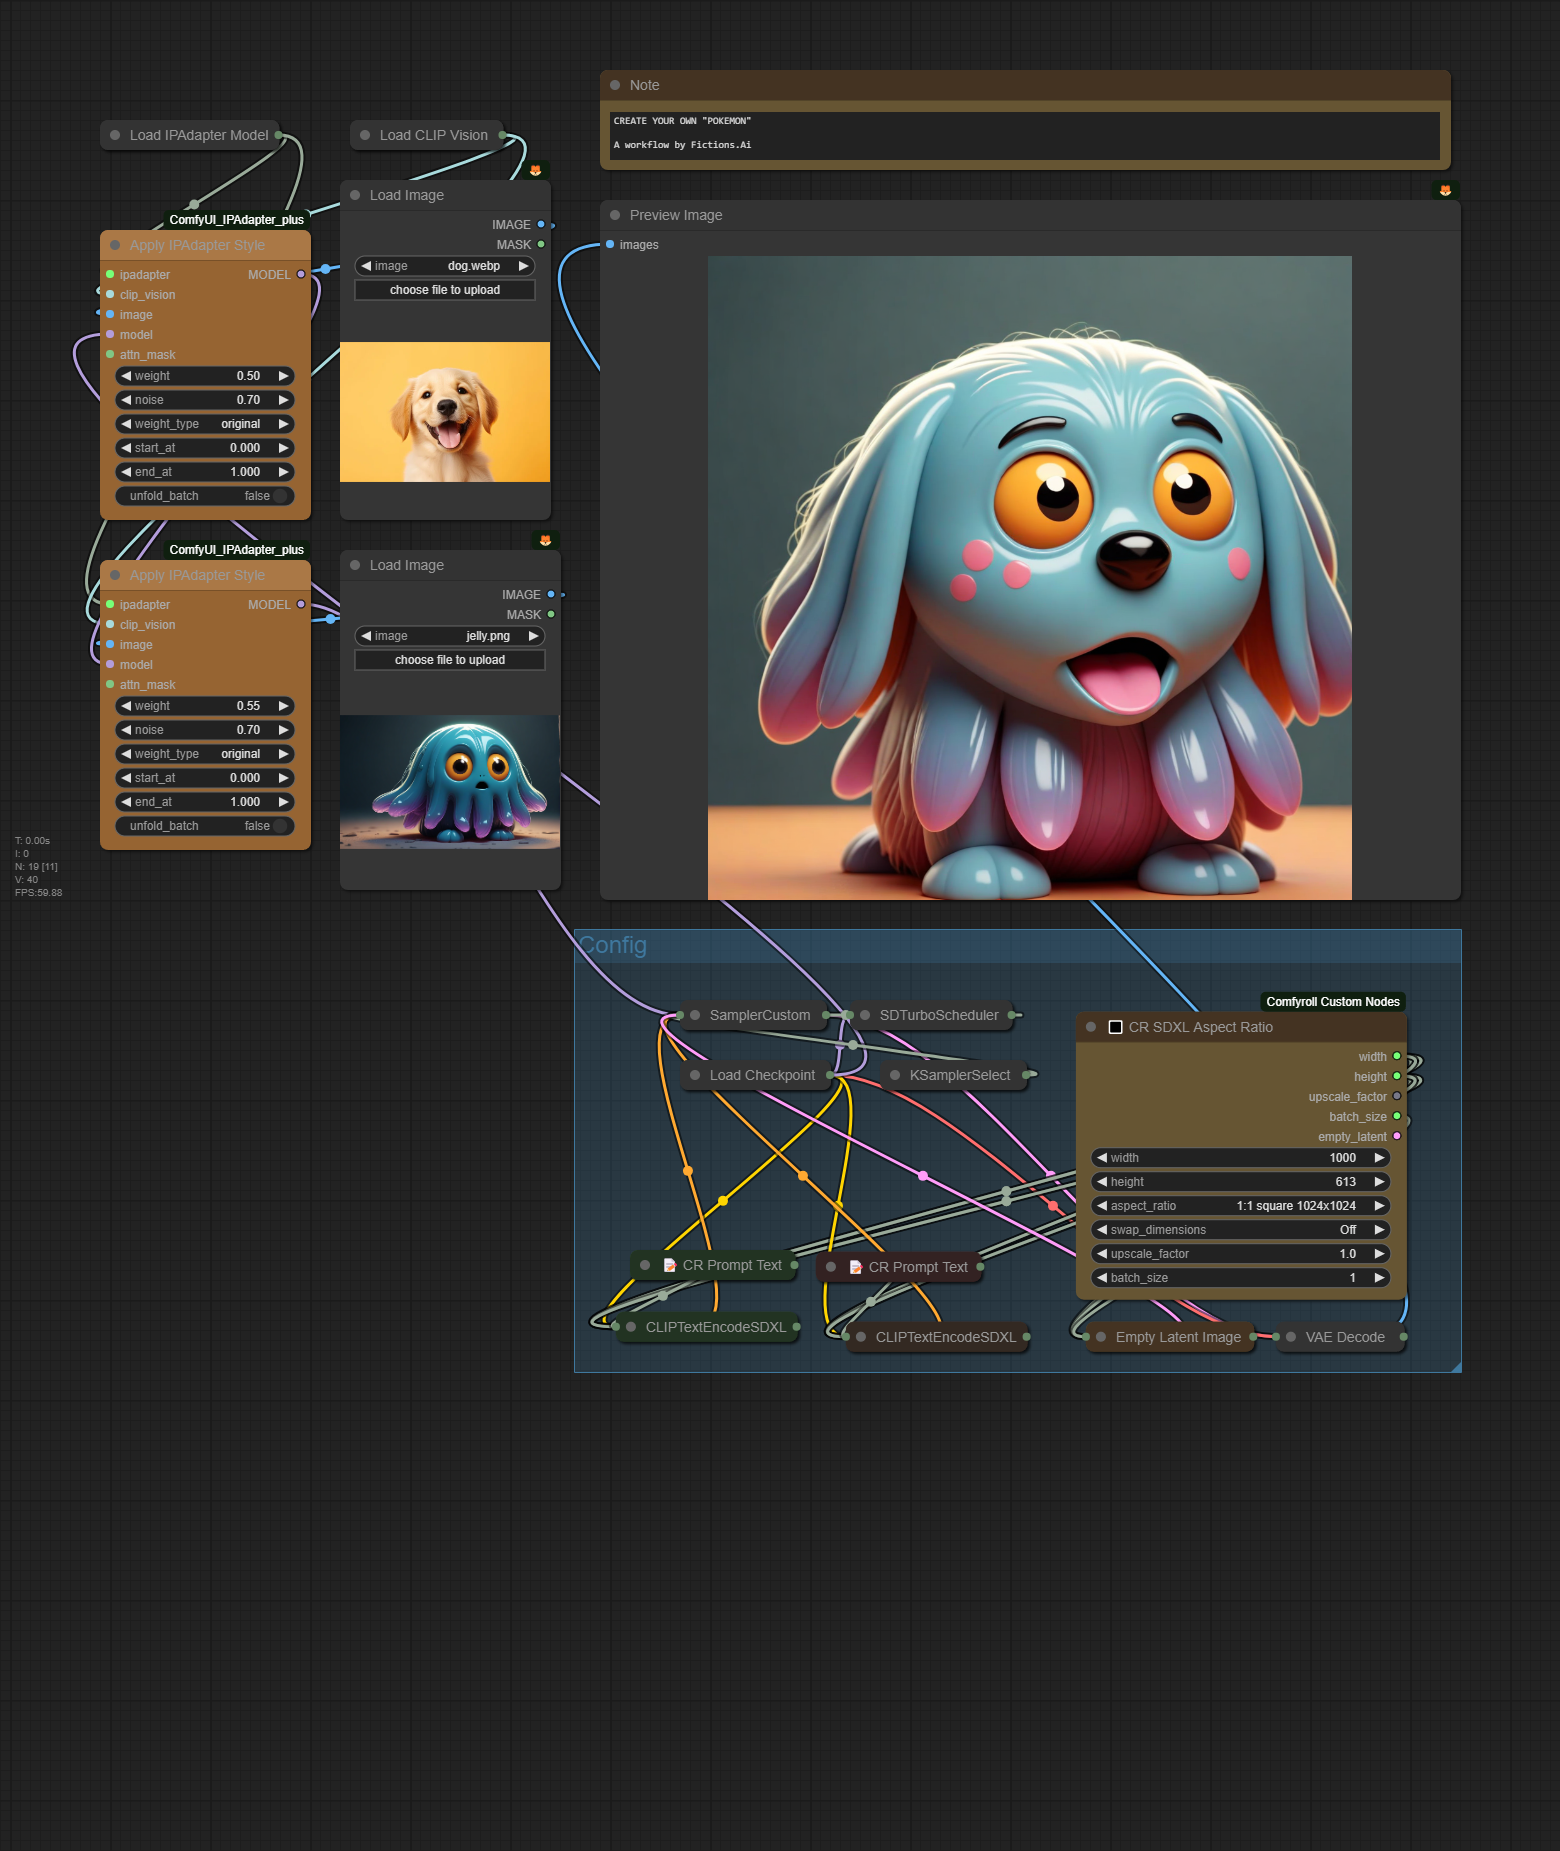 Note
CREATE YOUR OWN "POKEMON"
A workflow by Fictions.Ai
Load IPAdapter Model
Load CLIP Vision
Load Image
IMAGE
MASK
image dog.webp
choose file to upload
ComfyUI_IPAdapter_plus
Apply IPAdapter Style
ipadapter MODEL
clip_vision
image
model
attn_mask
weight 0.50
noise 0.70
weight_type original
start_at 0.000
end_at 1.000
unfold_batch false
Preview Image
images
ComfyUI_IPAdapter_plus
Apply IPAdapter Style
ipadapter MODEL
clip_vision
image
model
attn_mask
weight 0.55
noise 0.70
weight_type original
start_at 0.000
end_at 1.000
unfold_batch false
Load Image
IMAGE
MASK
image jelly.png
choose file to upload
T: 0.00s
I: 0
N: 19 [11]
V: 40
FPS:59.88
Config
SamplerCustom
SDTurboScheduler
Load Checkpoint
KSamplerSelect
Comfyroll Custom Nodes
CR SDXL Aspect Ratio
width
height
upscale_factor
batch_size
empty_latent
width 1000
height 613
aspect_ratio 1:1 square 1024x1024
swap_dimensions Off
upscale_factor 1.0
batch_size 1
CR Prompt Text
CR Prompt Text
CLIPTextEncodeSDXL
CLIPTextEncodeSDXL
Empty Latent Image
VAE Decode